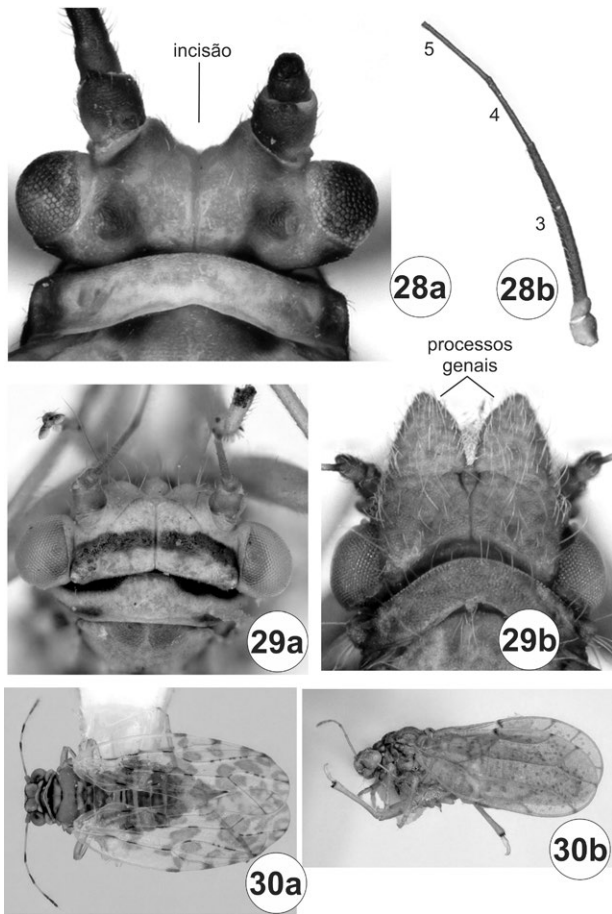 incisão
5
4
3
28a
28b
processos
genais
29a
29b
30a
30b